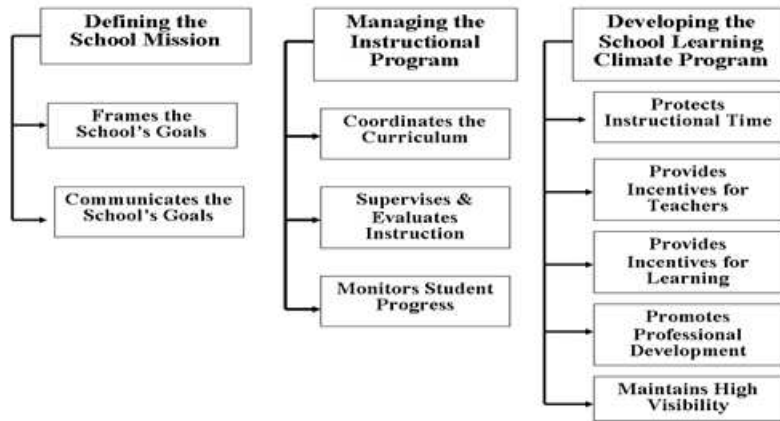 Defining the
School Mission
Frames the
School's Goals
Communicates the
School's Goals
Managing the
Instructional
Program
Coordinates the
Curriculum
Supervises &
Evaluates
Instruction
Monitors Student
Progress
Developing the
School Learning
Climate Program
Protects
Instructional Time
Provides
Incentives for
Teachers
Provides
Incentives for
Learning
Promotes
Professional
Development
Maintains High
Visibility